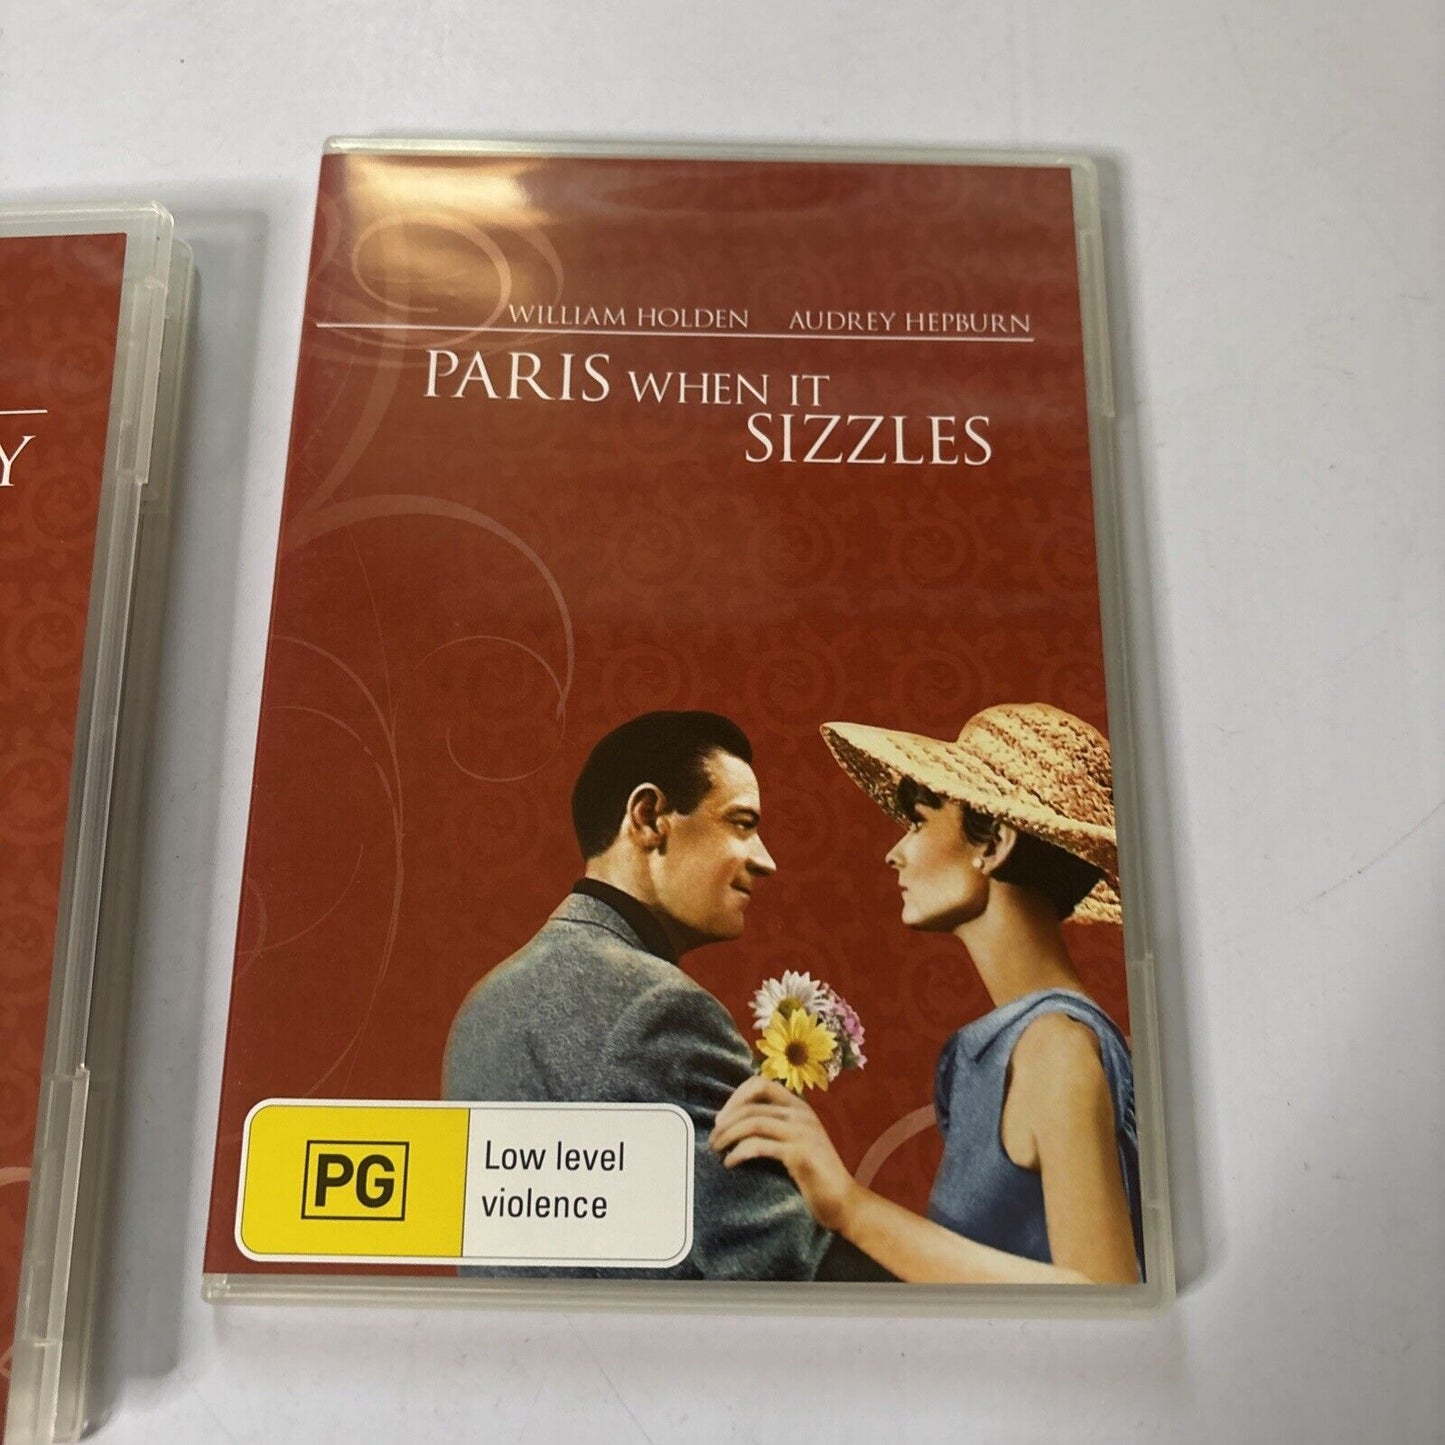 WILLIAM HOLDEN AUDREY HEPBURN
PARIS WHEN IT
SIZZLES
Y
PG
Low level
violence